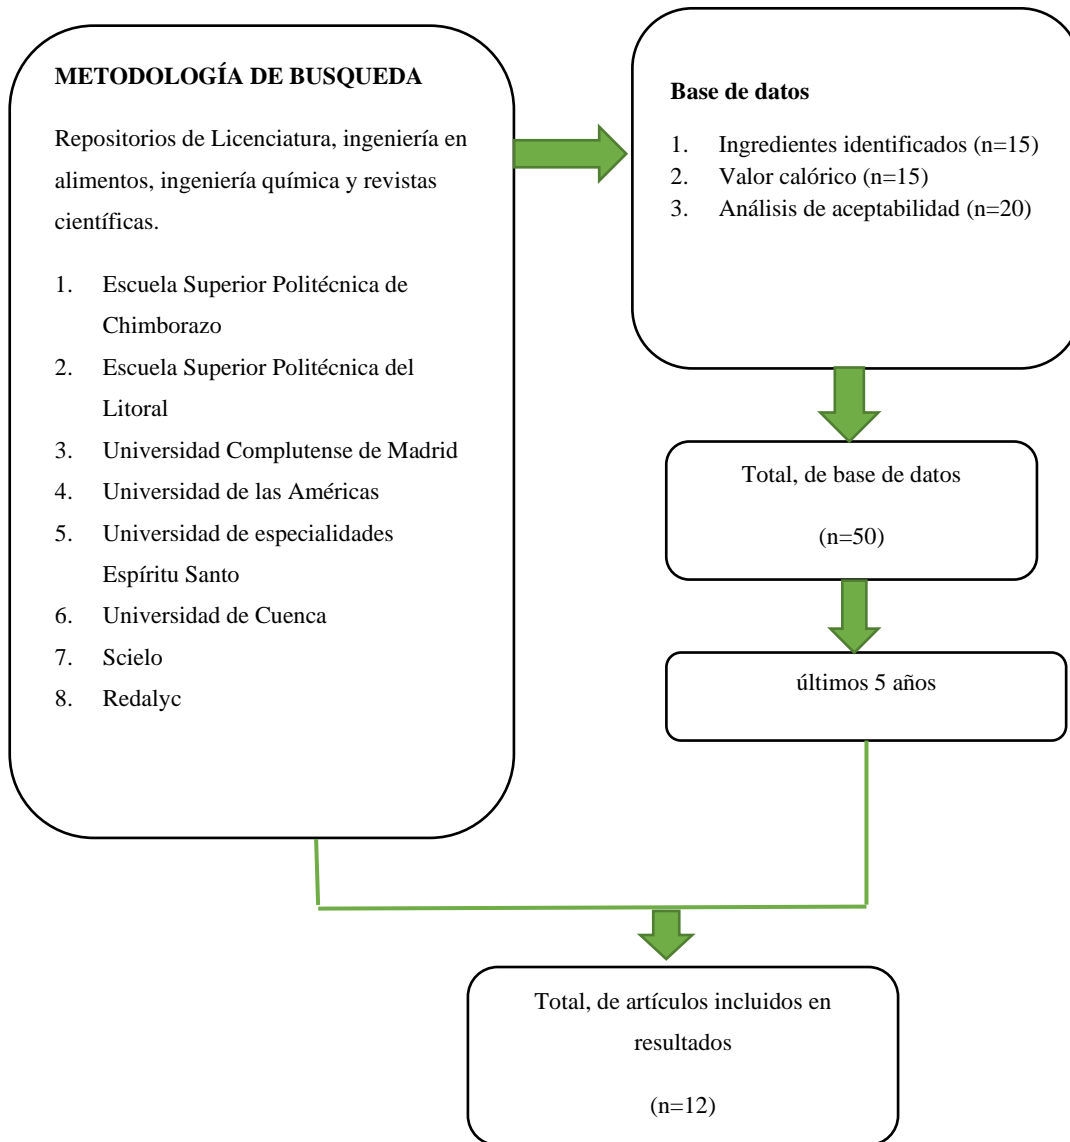 METODOLOGÍA DE BUSQUEDA
Repositorios de Licenciatura, ingeniería en
alimentos, ingeniería química y revistas
científicas.
1. Escuela Superior Politécnica de
Chimborazo
2. Escuela Superior Politécnica del
Litoral
3. Universidad Complutense de Madrid
4. Universidad de las Américas
5. Universidad de especialidades
Espíritu Santo
6. Universidad de Cuenca
7. Scielo
8. Redalyc
Base de datos
1. Ingredientes identificados (n=15)
2. Valor calórico (n=15)
3. Análisis de aceptabilidad (n=20)
Total, de base de datos
(n=50)
últimos 5 años
Total, de artículos incluidos en
resultados
(n=12)